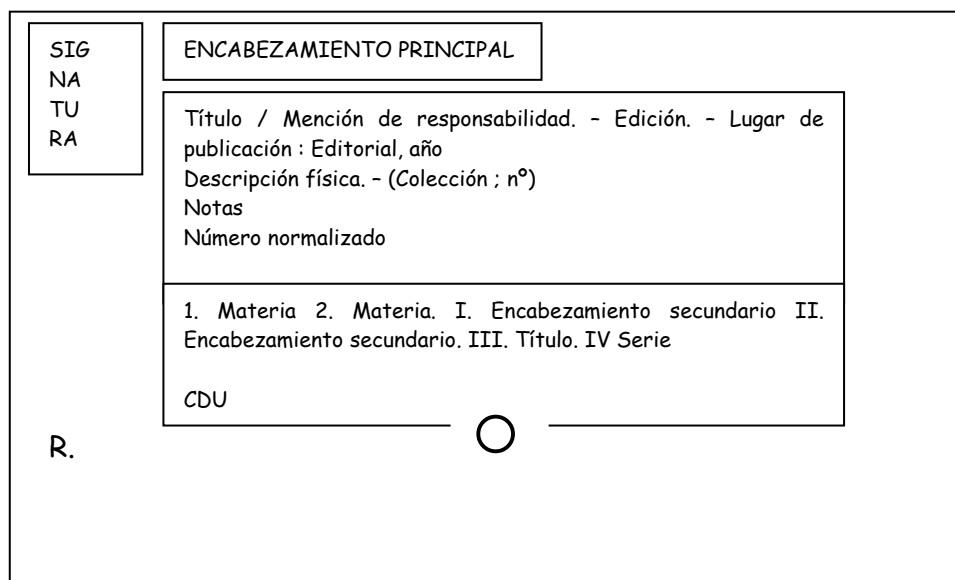 SIG
NA
TU
RA
ENCABEZAMIENTO PRINCIPAL
Título / Mención de responsabilidad. – Edición. – Lugar de
publicación : Editorial, año
Descripción física. – (Colección ; nº)
Notas
Número normalizado
1. Materia 2. Materia. I. Encabezamiento secundario II.
Encabezamiento secundario. III. Título. IV Serie
CDU
R.